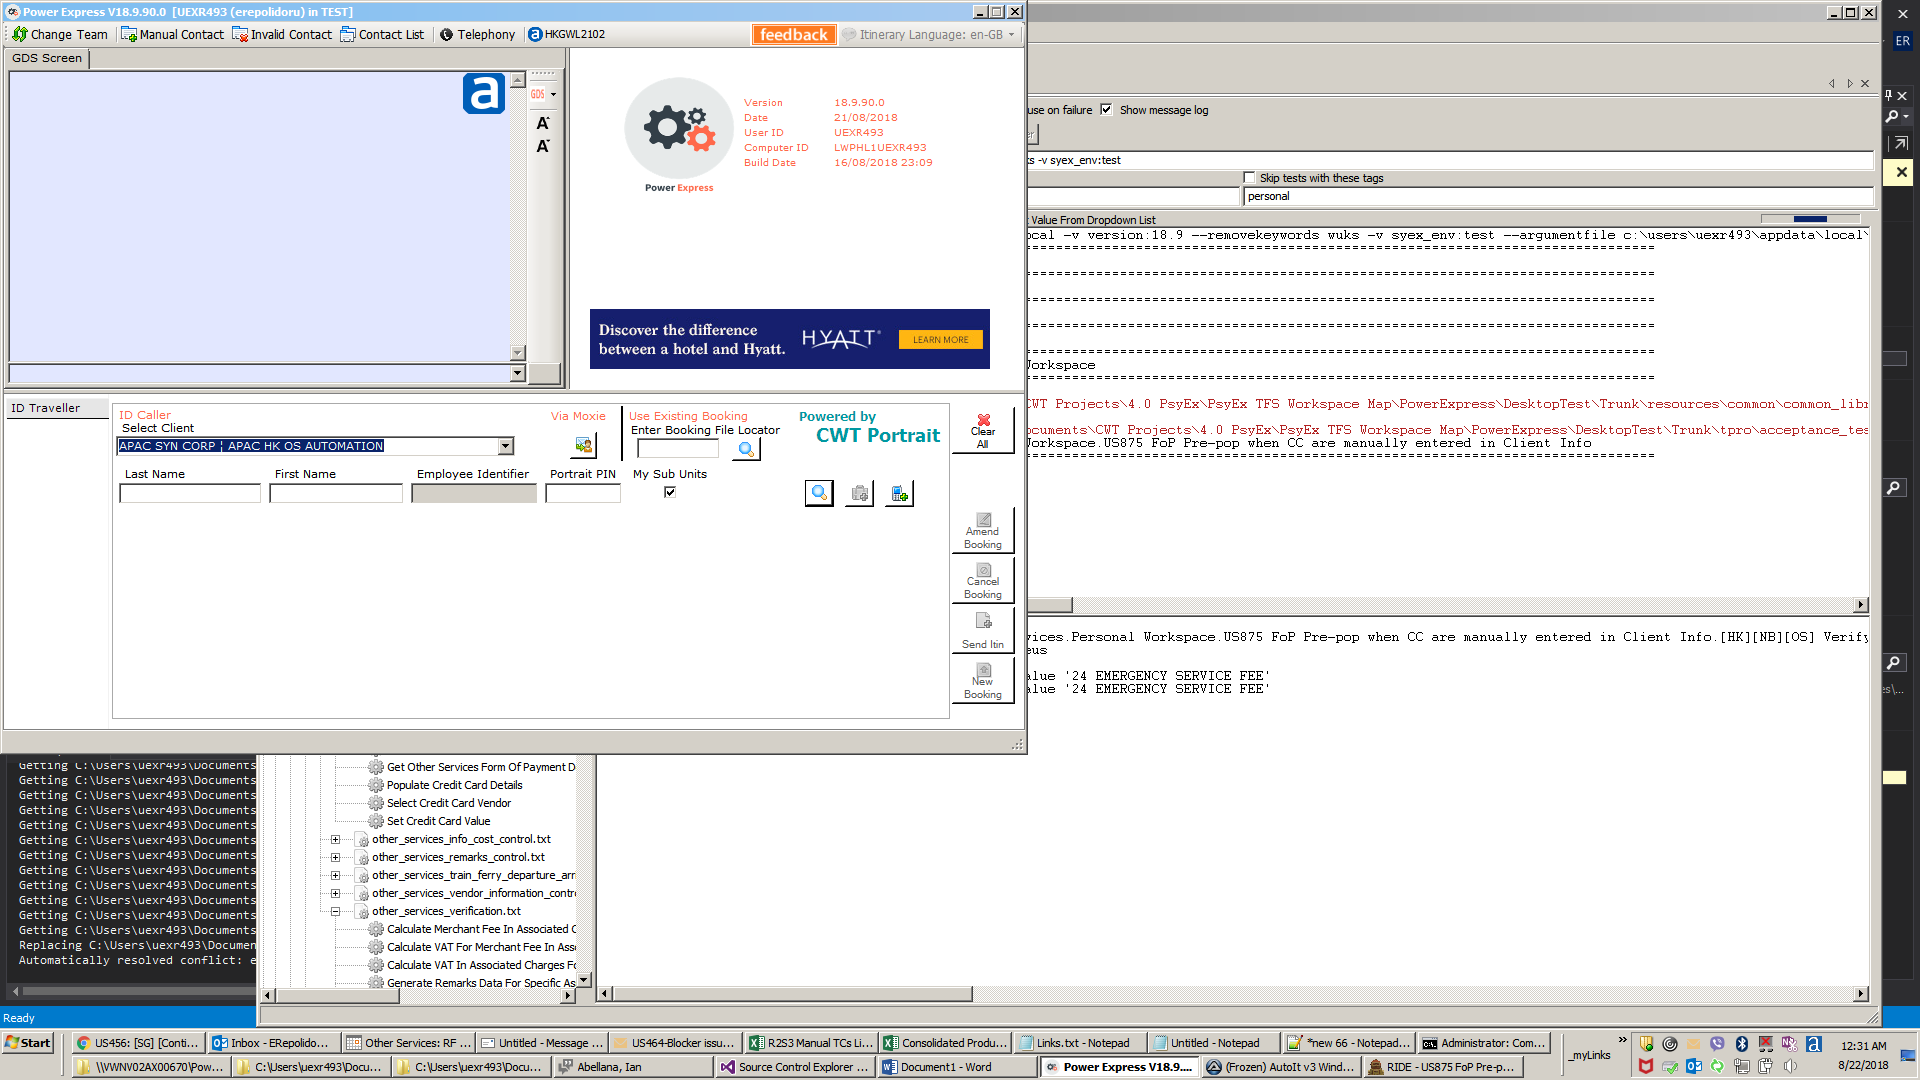 Power Express V18.9.90.0 [UEXR493 (erepolidoru) in TEST]
Change Team
Manual Contact
Invalid Contact
Contact List
Telephony
HKGWL2102
feedback
Itinerary Language: en-GB
GDS Screen
GDS
Version 18.9.90.0
Date 21/08/2018
User ID UEXR493
Computer ID LWPHL1UEXR493
Build Date 16/08/2018 23:09
Power Express
Discover the difference
between a hotel and Hyatt.
HYATT
LEARN MORE
ID Traveller
ID Caller
Via Moxie
Use Existing Booking
Powered by
CWT Portrait
Select Client
Enter Booking File Locator
APAC SYN CORP ¦ APAC HK OS AUTOMATION
Last Name
First Name
Employee Identifier
Portrait PIN
My Sub Units
Clear
All
Amend
Booking
Cancel
Booking
Send Itin
New
Booking
ER
use on failure
Show message log
ks -v syex_env:test
Skip tests with these tags
personal
Value From Dropdown List
ocal -v version:18.9 --removekeywords wuks -v syex_env:test --argumentfile c:\users\uexr493\appdata\local\
==============================================================================
==============================================================================
==============================================================================
==============================================================================
==============================================================================
Workspace
==============================================================================
CWT Projects\4.0 PsyEx\PsyEx TFS Workspace Map\PowerExpress\DesktopTest\Trunk\resources\common\common_libr
ocuments\CWT Projects\4.0 PsyEx\PsyEx TFS Workspace Map\PowerExpress\DesktopTest\Trunk\tpro\acceptance_tes
Workspace.US875 FoP Pre-pop when CC are manually entered in Client Info
==============================================================================
vices.Personal Workspace.US875 FoP Pre-pop when CC are manually entered in Client Info.[HK][NB][OS] Verify
eus
alue '24 EMERGENCY SERVICE FEE'
alue '24 EMERGENCY SERVICE FEE'
Getting C:\Users\uexr493\Documents
Getting C:\Users\uexr493\Documents
Getting C:\Users\uexr493\Documents
Getting C:\Users\uexr493\Documents
Getting C:\Users\uexr493\Documents
Getting C:\Users\uexr493\Documents
Getting C:\Users\uexr493\Documents
Getting C:\Users\uexr493\Documents
Getting C:\Users\uexr493\Documents
Getting C:\Users\uexr493\Documents
Getting C:\Users\uexr493\Documents
Getting C:\Users\uexr493\Documents
Replacing C:\Users\uexr493\Documen
Automatically resolved conflict: e
Ready
Get Other Services Form Of Payment D
Populate Credit Card Details
Select Credit Card Vendor
Set Credit Card Value
other_services_info_cost_control.txt
other_services_remarks_control.txt
other_services_train_ferry_departure_arr
other_services_vendor_information_contro
other_services_verification.txt
Calculate Merchant Fee In Associated C
Calculate VAT For Merchant Fee In Asso
Calculate VAT In Associated Charges Fo
Generate Remarks Data For Specific As
es\...
Start
US456: [SG] [Conti...
Inbox - ERepolido...
Other Services: RF ...
Untitled - Message ...
US464-Blocker issu...
R2S3 Manual TCs Li...
Consolidated Produ...
Links.txt - Notepad
Untitled - Notepad
*new 66 - Notepad...
Administrator: Com...
\\VWNV02AX00670\Pow...
C:\Users\uexr493\Docu...
C:\Users\uexr493\Docu...
Abellana, Ian
Source Control Explorer ...
Document1 - Word
Power Express V18.9....
(Frozen) AutoIt v3 Wind...
RIDE - US875 FoP Pre-p...
_myLinks
12:31 AM
8/22/2018